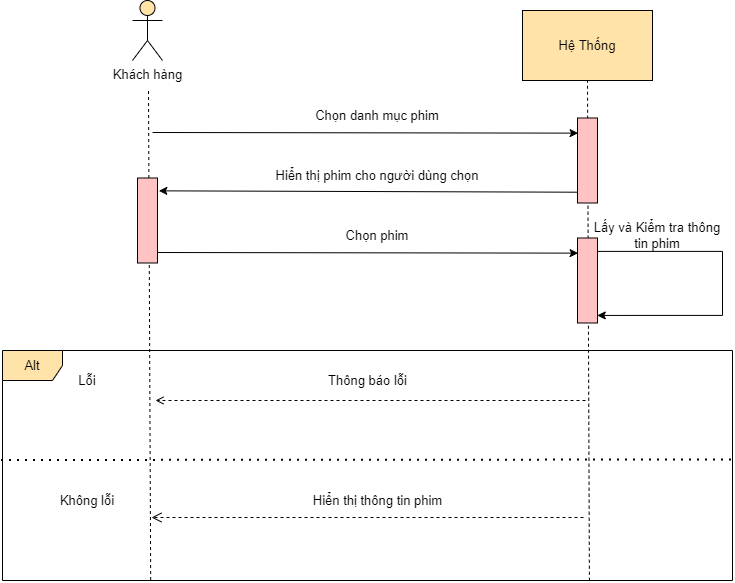 Khách hàng
Hệ Thống
Chọn danh mục phim
Hiển thị phim cho người dùng chọn
Chọn phim
Lấy và Kiểm tra thông
tin phim
Alt
Lỗi
Thông báo lỗi
Không lỗi
Hiển thị thông tin phim